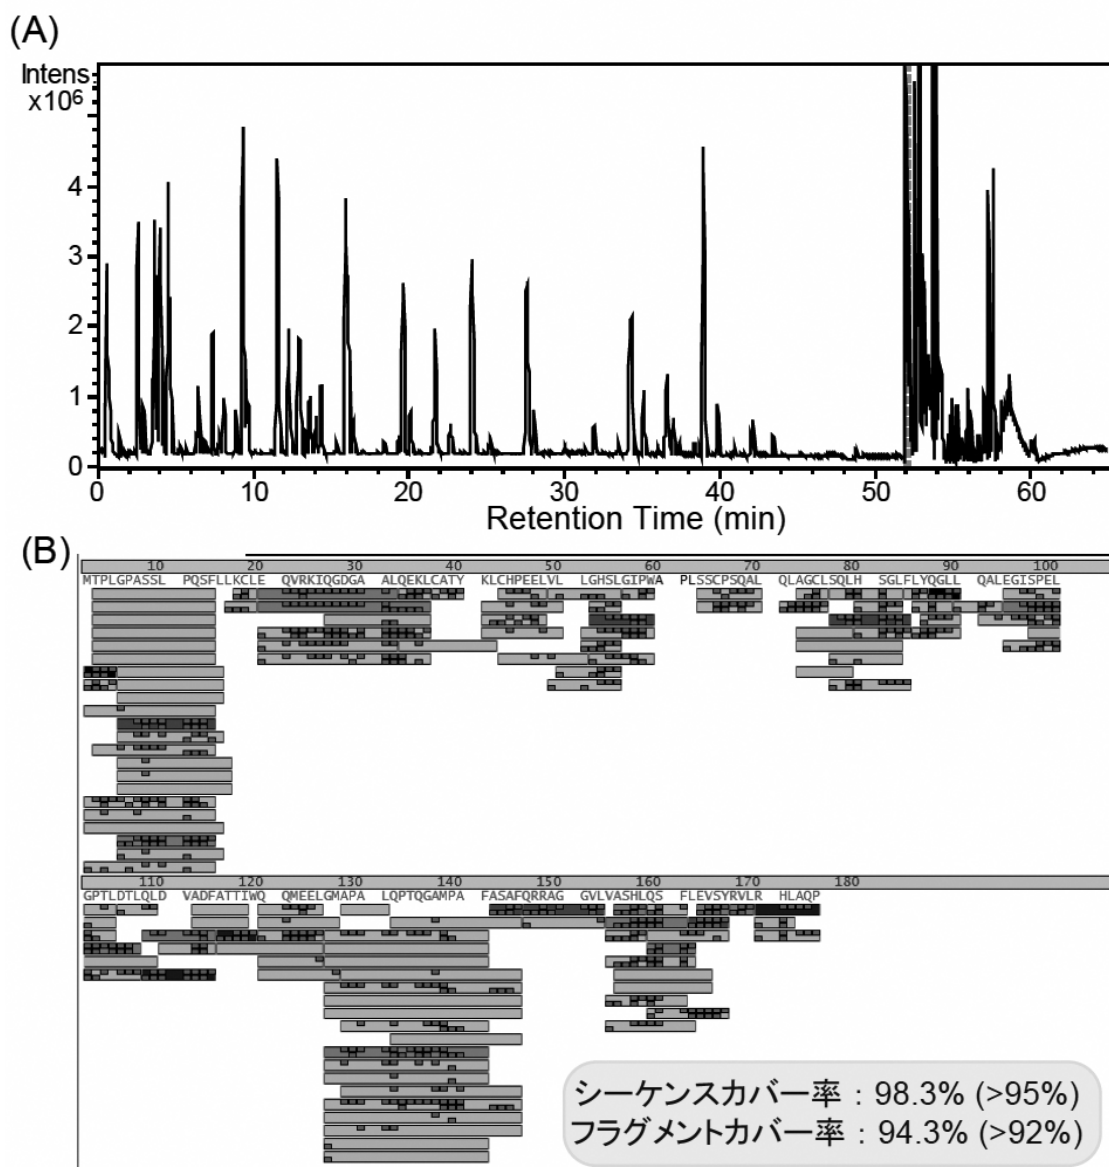 (A)
Intens
x10⁶
4
3
2
1
0
0 10 20 30 40 50 60
Retention Time (min)
(B)
10 20 30 40 50 60 70 80 90 100
MTPLGPASSL PQSFLLKCLE QVRKIQGDGA ALQEKLCATY KLCHPEELVL LGHSLGIPWA PLSSCPSQAL QLAGCLSQLH SGLFLYQGLL QALEGISPEL
110 120 130 140 150 160 170 180
GPTLDTLQLD VADFATTIWQ QMEELGMAPA LQPTQGAMPA FASAFQRRAG GVLVASHLQS FLEVSYRVLR HLAQP
シーケンスカバー率：98.3% (>95%)
フラグメントカバー率：94.3% (>92%)